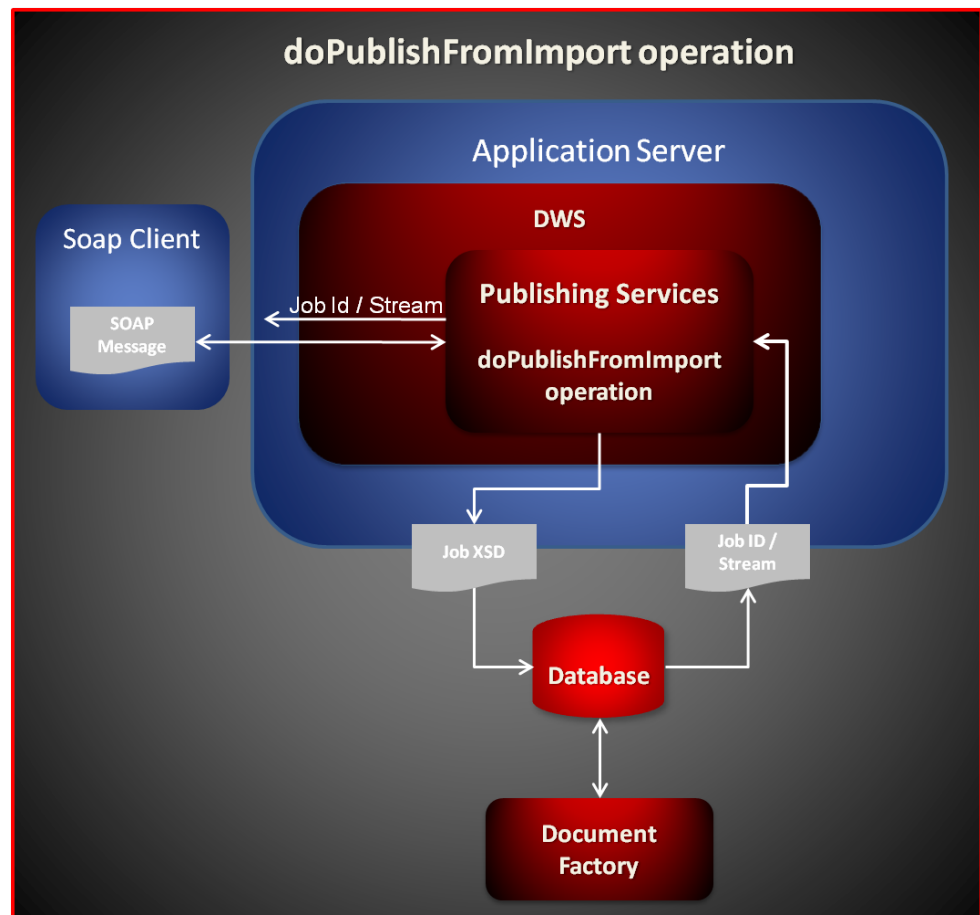 doPublishFromImport operation
Application Server
DWS
Soap Client
Publishing Services
Job Id / Stream
SOAP
Message
doPublishFromImport
operation
Job XSD
Job ID /
Stream
Database
Document
Factory